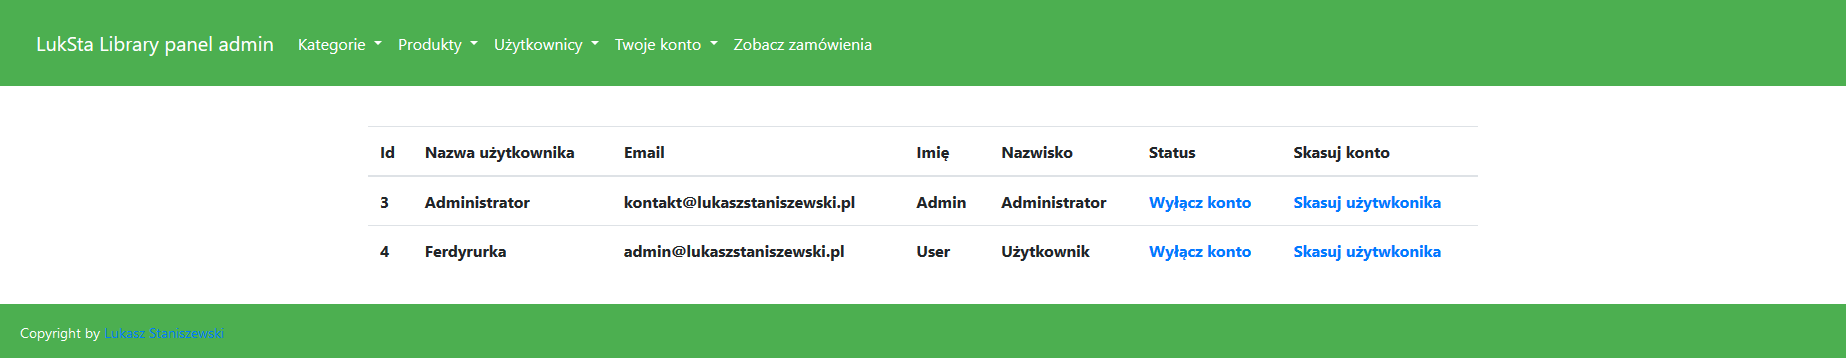 LukSta Library panel admin Kategorie Produkty Użytkownicy Twoje konto Zobacz zamówienia
Id Nazwa użytkownika Email Imię Nazwisko Status Skasuj konto
3 Administrator kontakt@lukaszstaniszewski.pl Admin Administrator Wyłącz konto Skasuj użytwkonika
4 Ferdyrurka admin@lukaszstaniszewski.pl User Użytkownik Wyłącz konto Skasuj użytwkonika
Copyright by Lukasz Staniszewski